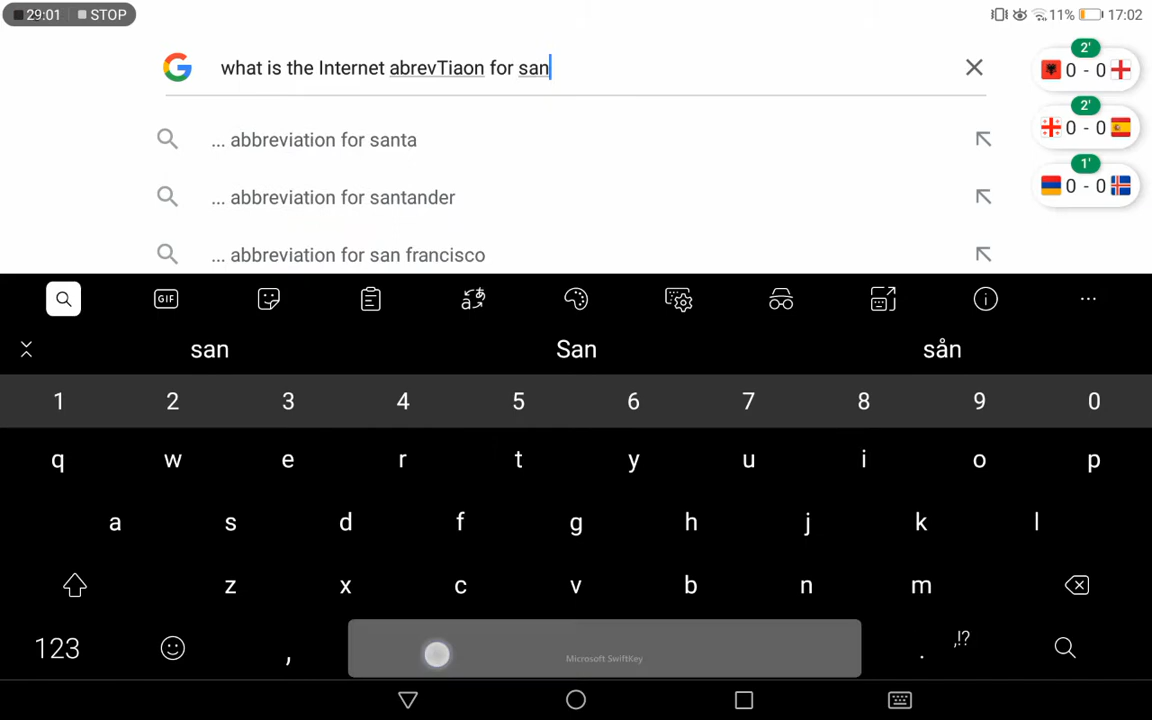 29:01 STOP 11% 17:02
what is the Internet abrevTiaon for san
2'
0 - 0
... abbreviation for santa
2'
0 - 0
... abbreviation for santander
1'
0 - 0
... abbreviation for san francisco
GIF
san San sån
1 2 3 4 5 6 7 8 9 0
q w e r t y u i o p
a s d f g h j k l
z x c v b n m
123 , Microsoft SwiftKey . ,!?